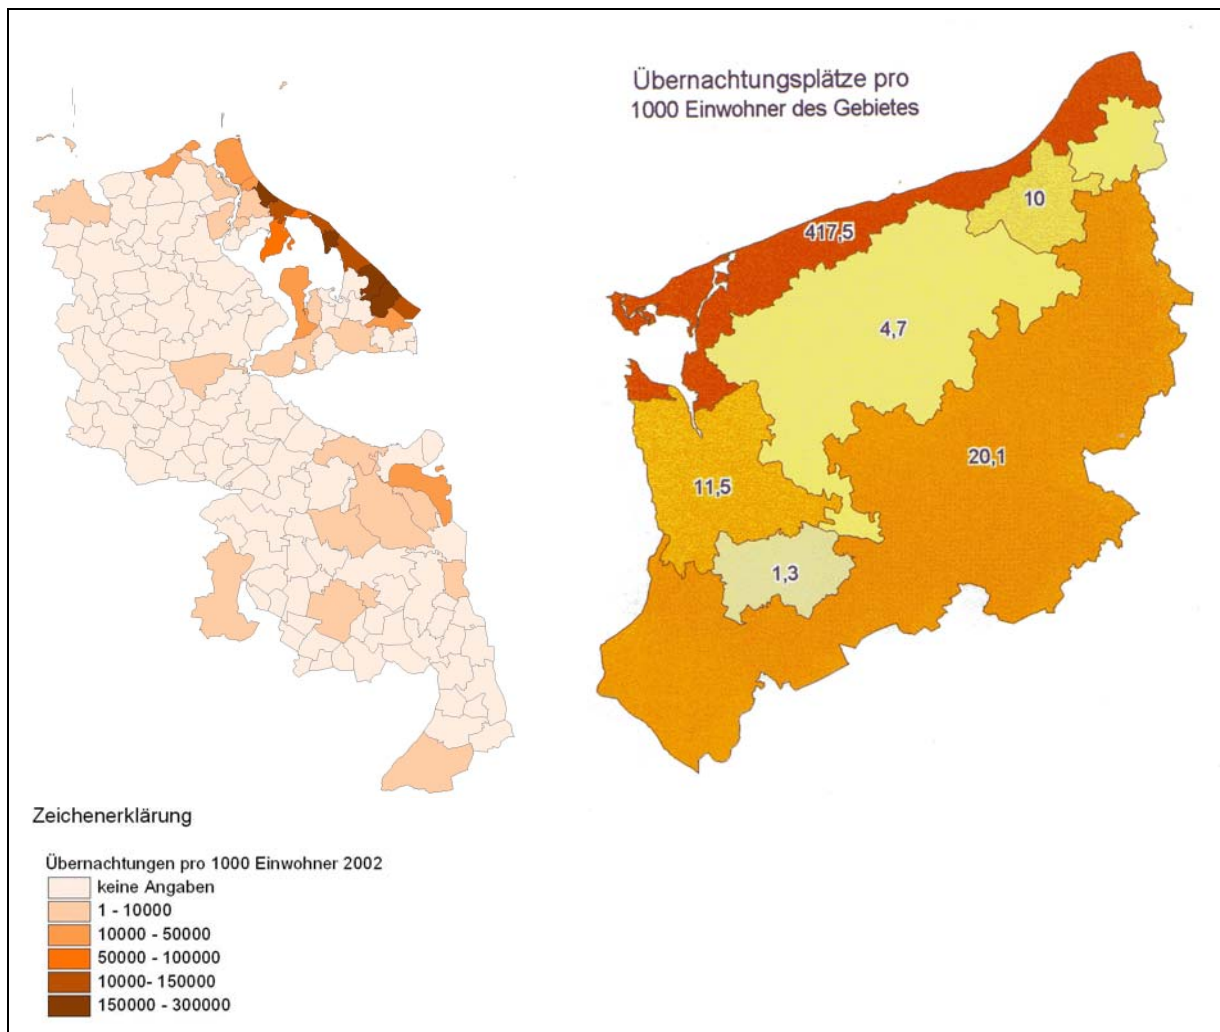 Übernachtungsplätze pro
1000 Einwohner des Gebietes
10
417,5
4,7
20,1
11,5
1,3
Zeichenerklärung
Übernachtungen pro 1000 Einwohner 2002
keine Angaben
1 - 10000
10000 - 50000
50000 - 100000
10000- 150000
150000 - 300000